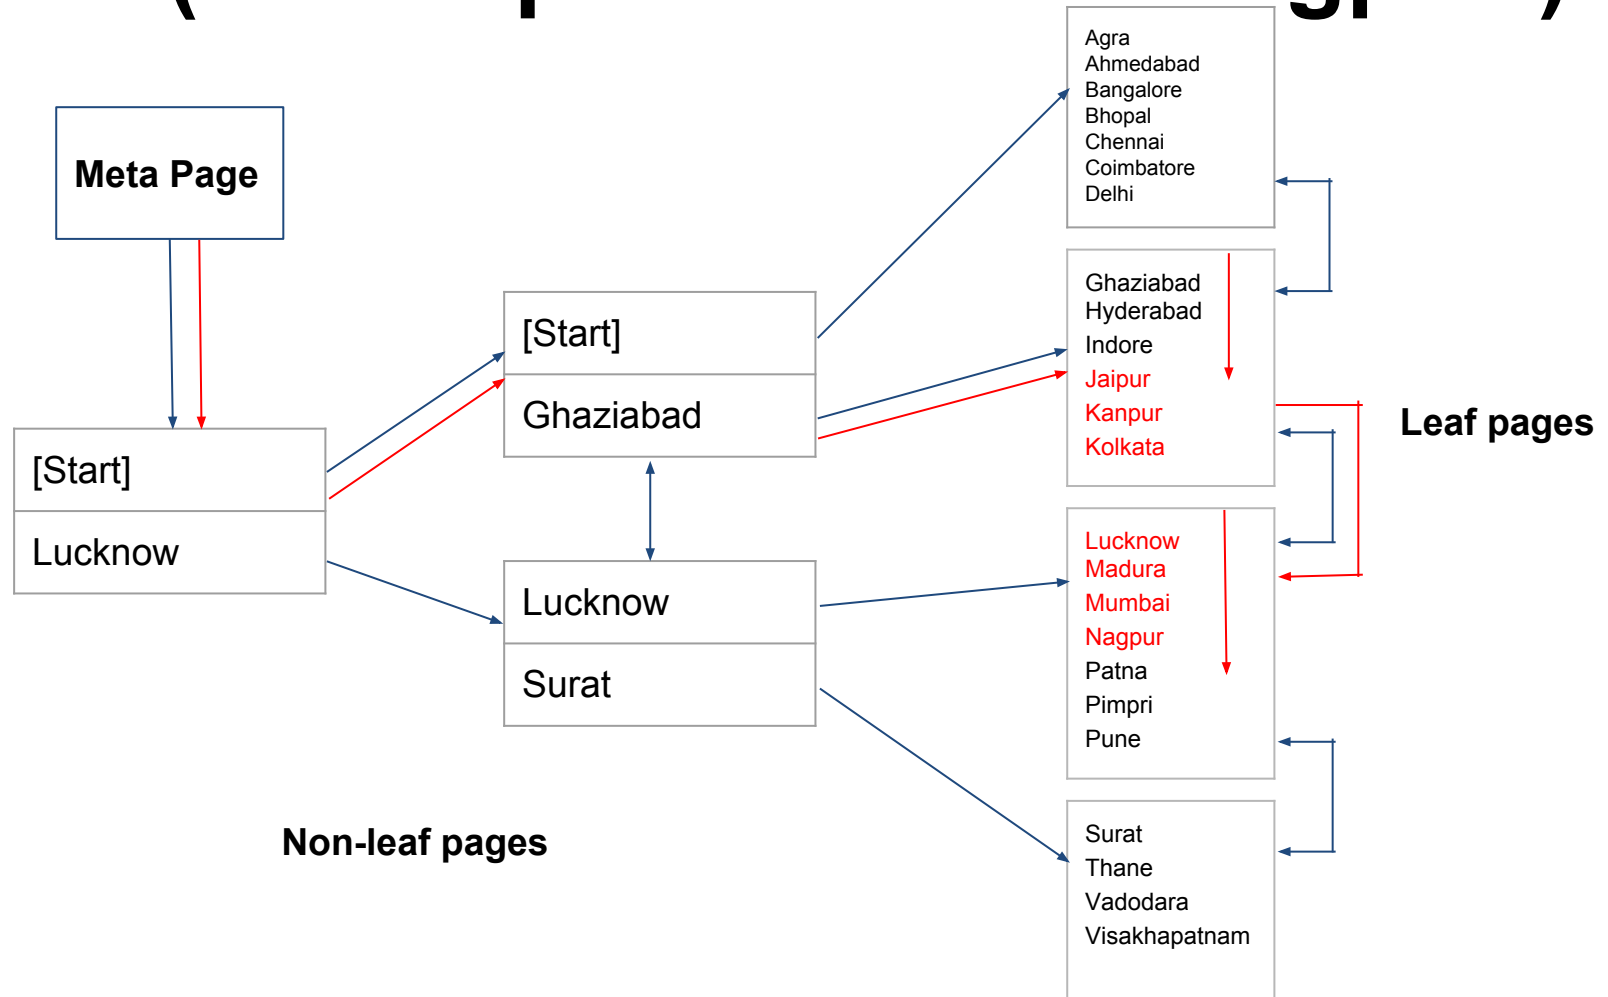 Meta Page
[Start]
Lucknow
[Start]
Ghaziabad
Lucknow
Surat
Non-leaf pages
Agra
Ahmedabad
Bangalore
Bhopal
Chennai
Coimbatore
Delhi
Ghaziabad
Hyderabad
Indore
Jaipur
Kanpur
Kolkata
Lucknow
Madura
Mumbai
Nagpur
Patna
Pimpri
Pune
Surat
Thane
Vadodara
Visakhapatnam
Leaf pages